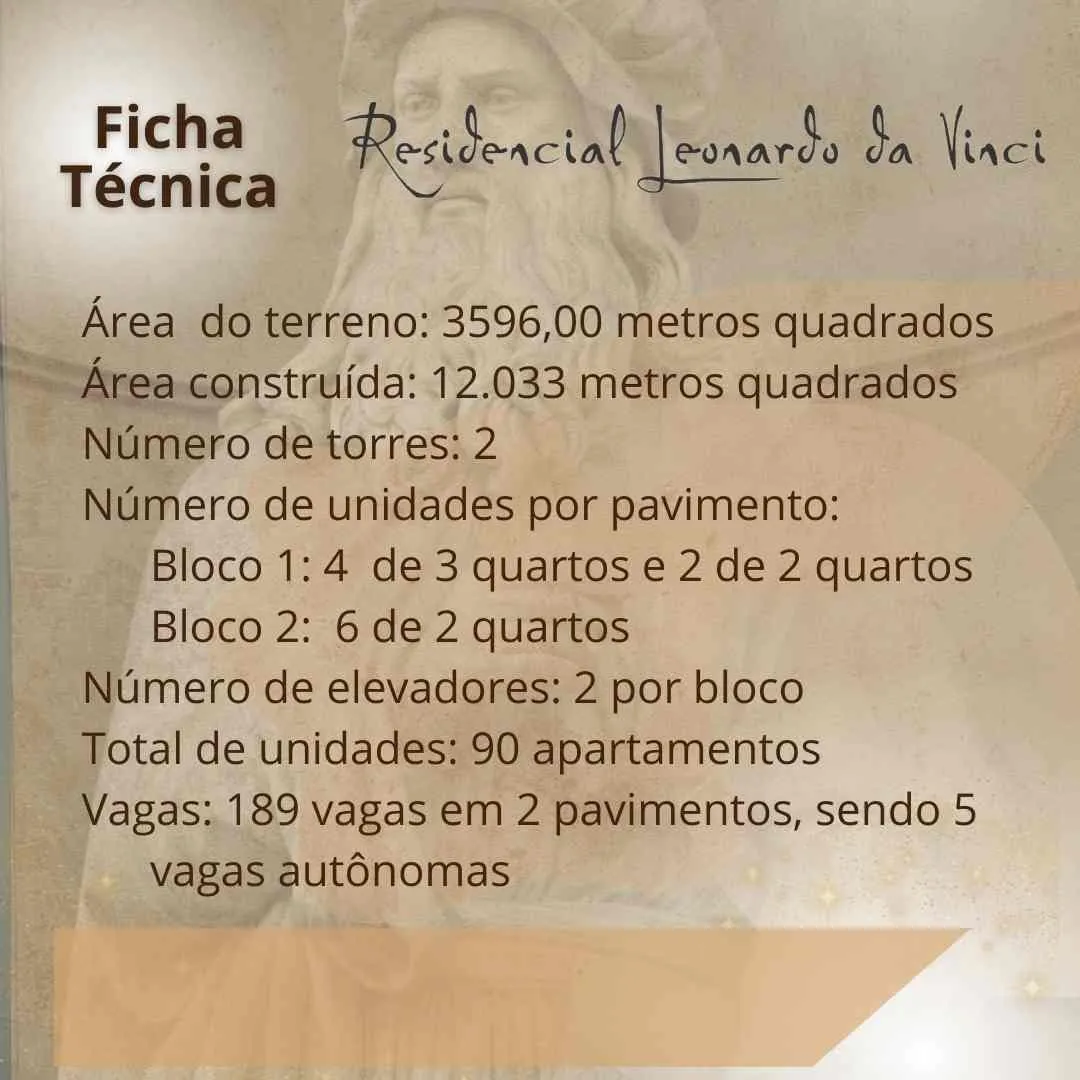 Ficha
Técnica
Residencial Leonardo da Vinci
Área do terreno: 3596,00 metros quadrados
Área construída: 12.033 metros quadrados
Número de torres: 2
Número de unidades por pavimento:
Bloco 1: 4 de 3 quartos e 2 de 2 quartos
Bloco 2: 6 de 2 quartos
Número de elevadores: 2 por bloco
Total de unidades: 90 apartamentos
Vagas: 189 vagas em 2 pavimentos, sendo 5
vagas autônomas